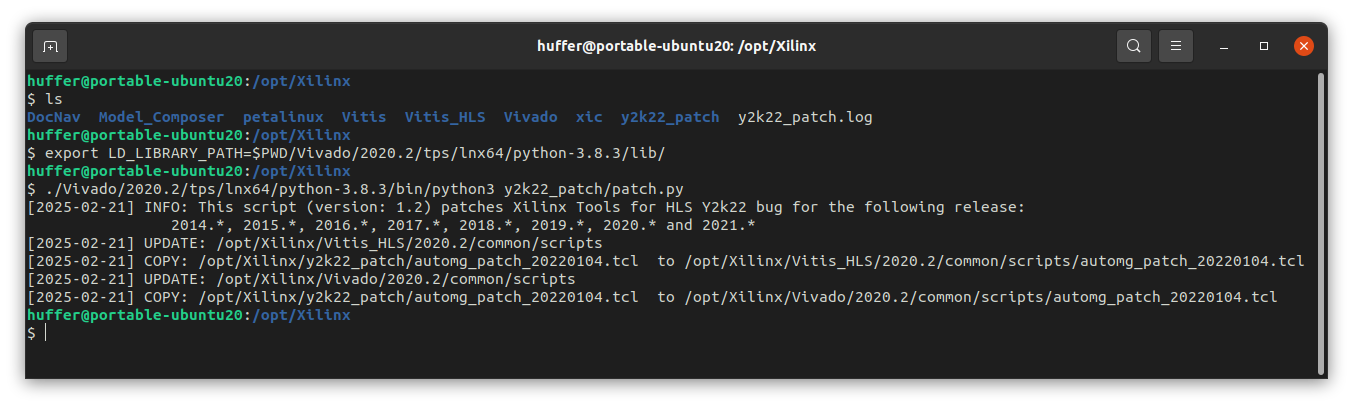 huffer@portable-ubuntu20: /opt/Xilinx
huffer@portable-ubuntu20:/opt/Xilinx
$ ls
DocNav  Model_Composer  petalinux  Vitis  Vitis_HLS  Vivado  xic  y2k22_patch  y2k22_patch.log
huffer@portable-ubuntu20:/opt/Xilinx
$ export LD_LIBRARY_PATH=$PWD/Vivado/2020.2/tps/lnx64/python-3.8.3/lib/
huffer@portable-ubuntu20:/opt/Xilinx
$ ./Vivado/2020.2/tps/lnx64/python-3.8.3/bin/python3 y2k22_patch/patch.py
[2025-02-21] INFO: This script (version: 1.2) patches Xilinx Tools for HLS Y2k22 bug for the following release:
                2014.*, 2015.*, 2016.*, 2017.*, 2018.*, 2019.*, 2020.* and 2021.*
[2025-02-21] UPDATE: /opt/Xilinx/Vitis_HLS/2020.2/common/scripts
[2025-02-21] COPY: /opt/Xilinx/y2k22_patch/automg_patch_20220104.tcl  to /opt/Xilinx/Vitis_HLS/2020.2/common/scripts/automg_patch_20220104.tcl
[2025-02-21] UPDATE: /opt/Xilinx/Vivado/2020.2/common/scripts
[2025-02-21] COPY: /opt/Xilinx/y2k22_patch/automg_patch_20220104.tcl  to /opt/Xilinx/Vivado/2020.2/common/scripts/automg_patch_20220104.tcl
huffer@portable-ubuntu20:/opt/Xilinx
$